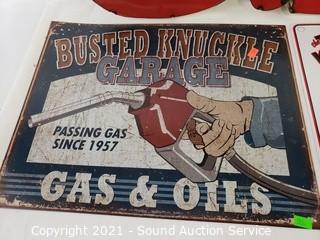 BUSTED KNUCKLE
GARAGE
PASSING GAS
SINCE 1957
GAS & OILS
Copyright 2021 - Sound Auction Service